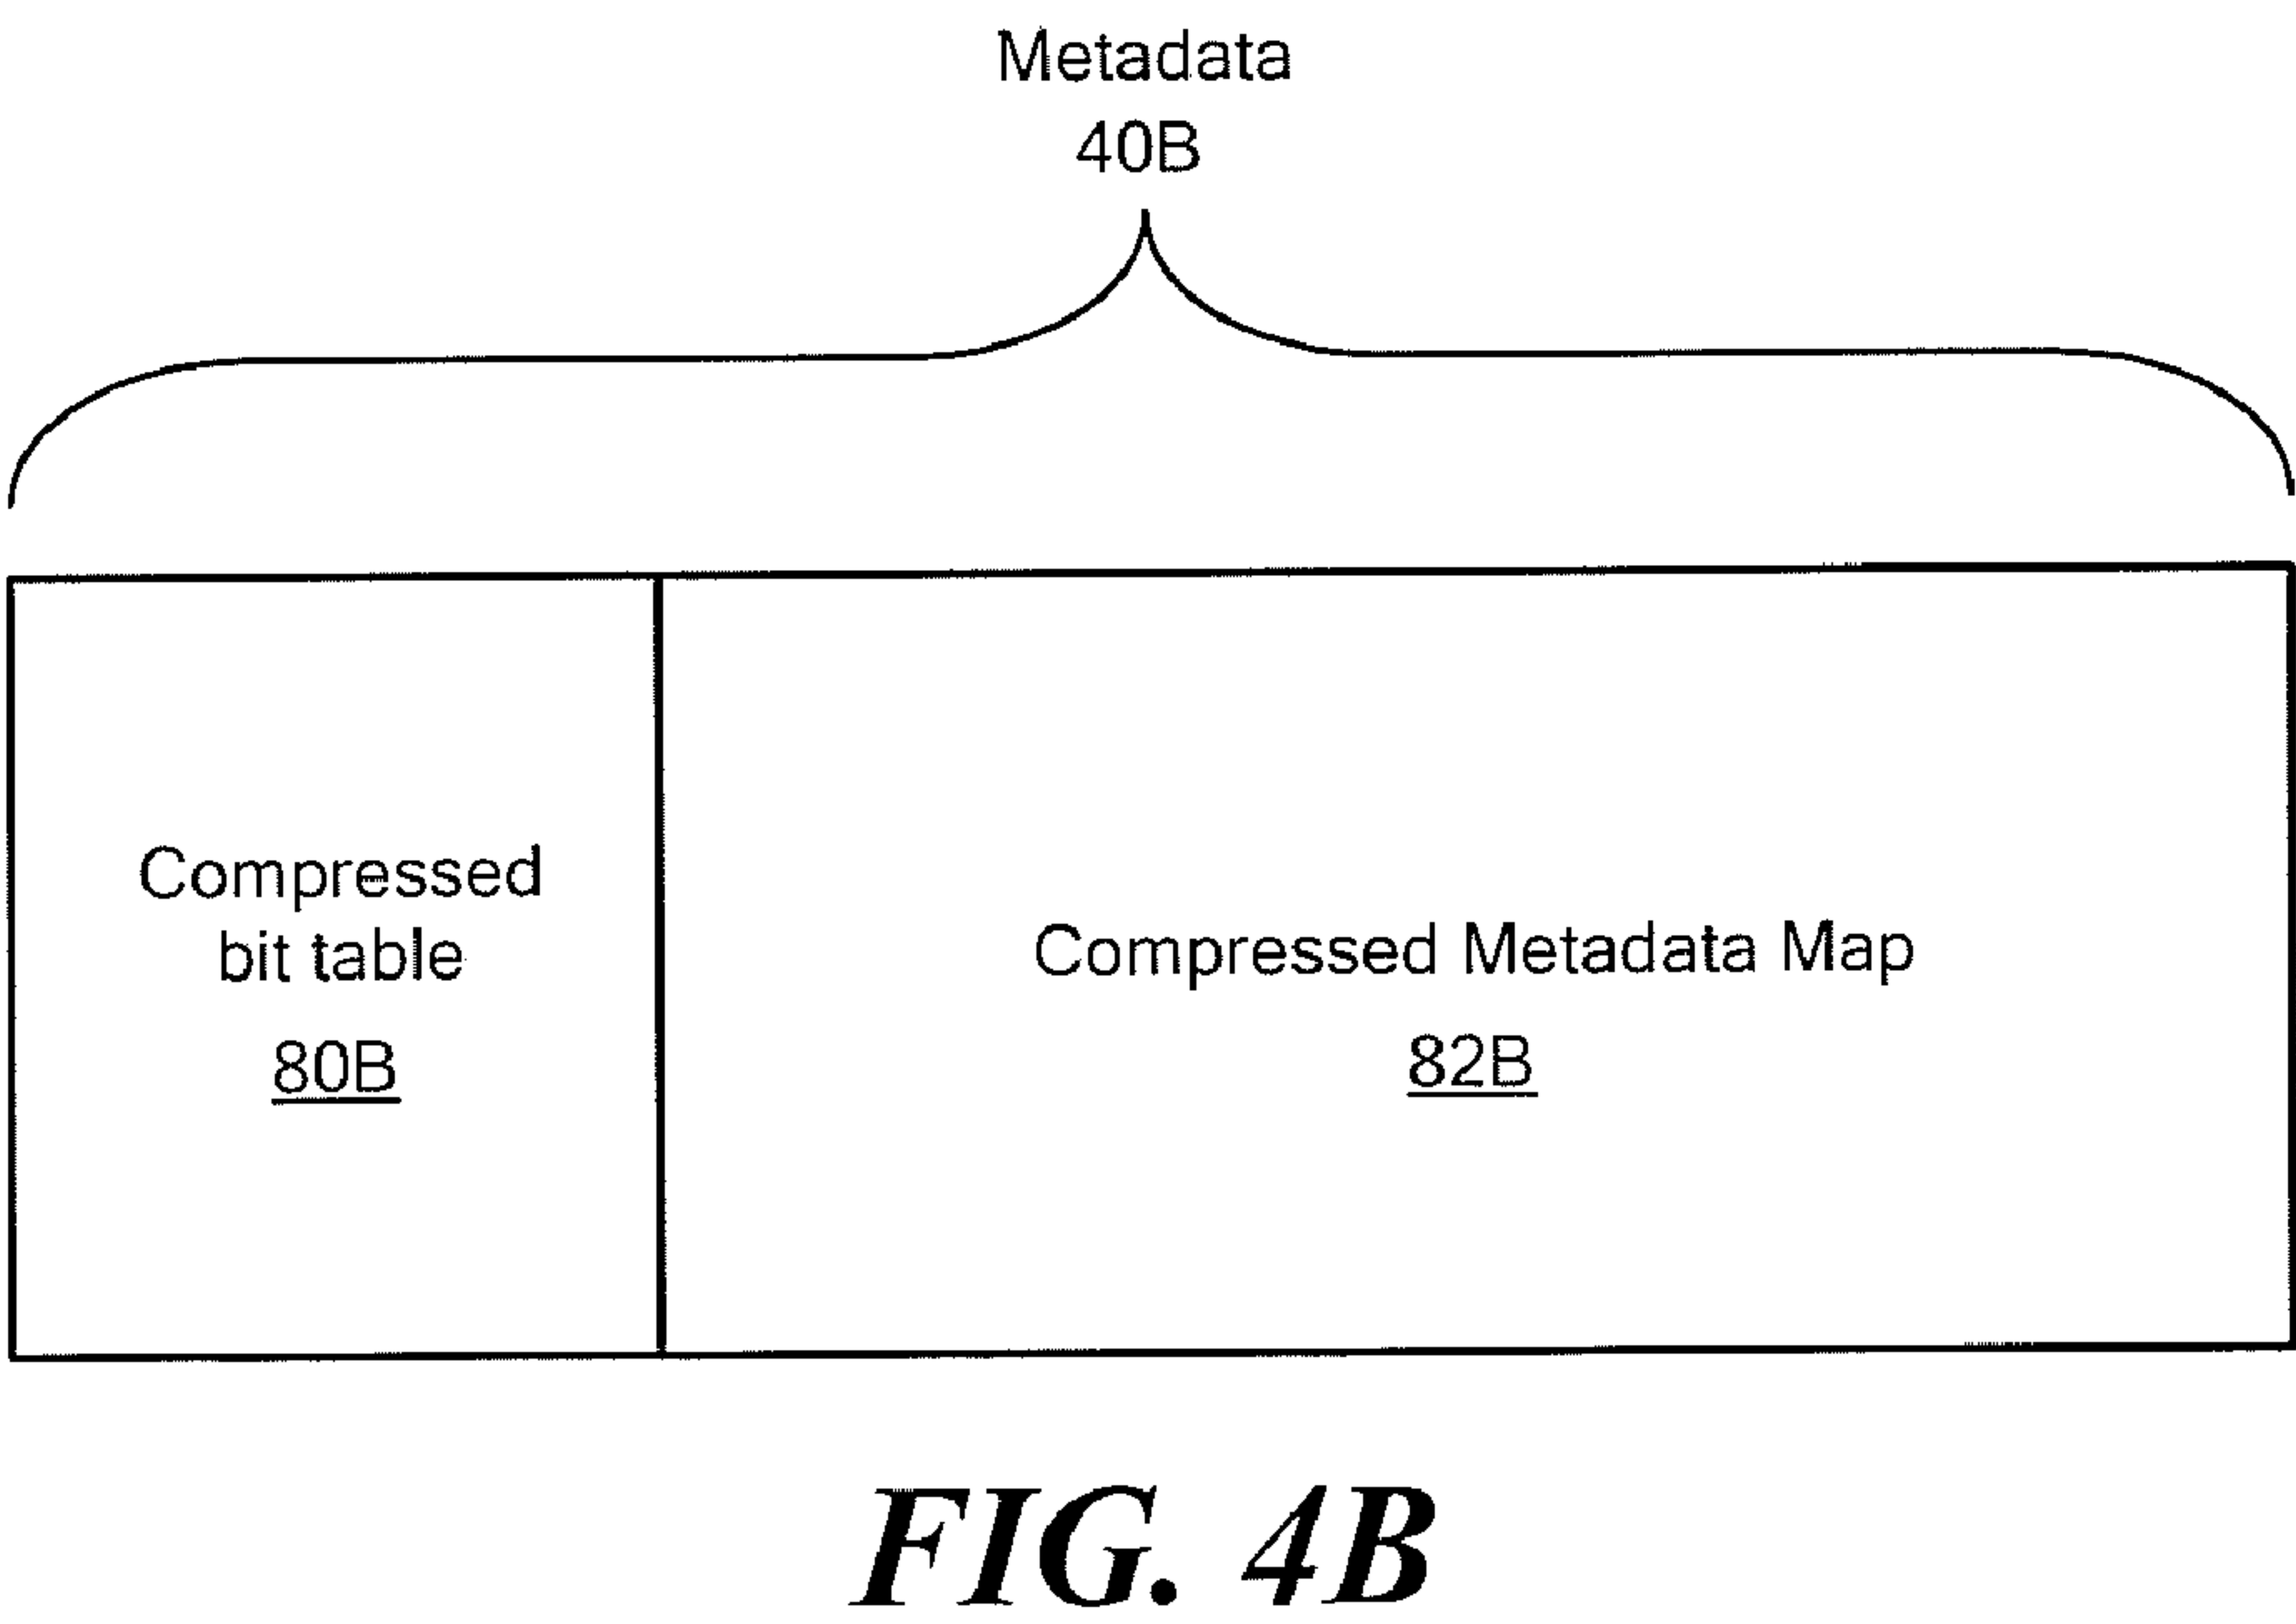 Metadata
40B
Compressed
bit table
80B
Compressed Metadata Map
82B
FIG. 4B